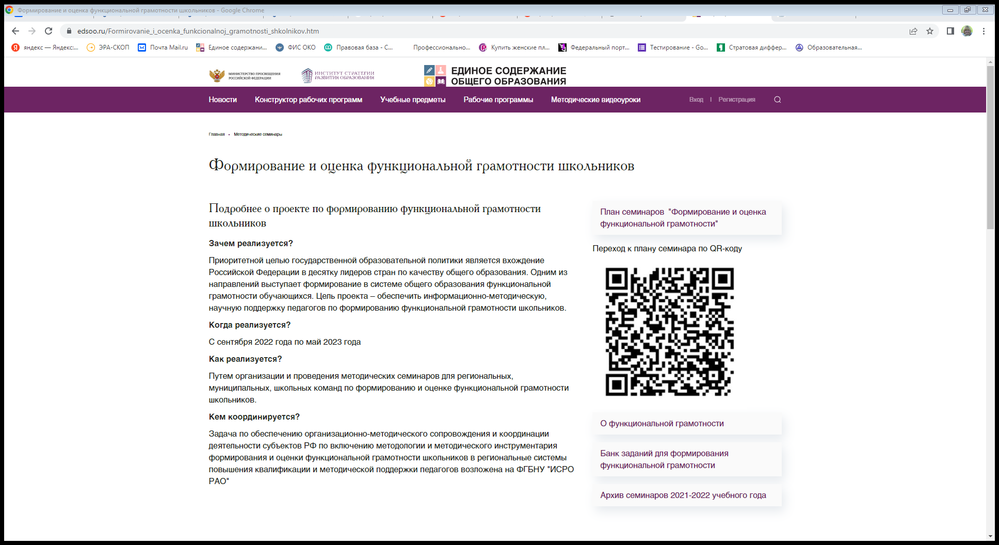 Формирование и оценка функциональной грамотности школьников - Google Chrome
edsoo.ru/Formirovanie_i_ocenka_funkcionalnoj_gramotnosti_shkolnikov.htm
яндекс — Яндекс:...
ЭРА-СКОП
Почта Mail.ru
Единое содержани...
ФИС ОКО
Правовая база - С...
Профессионально...
Купить женские пл...
Федеральный порт...
Тестирование - Go...
Стратовая диффер...
Образовательная...
МИНИСТЕРСТВО ПРОСВЕЩЕНИЯ
РОССИЙСКОЙ ФЕДЕРАЦИИ
ИНСТИТУТ СТРАТЕГИИ
РАЗВИТИЯ ОБРАЗОВАНИЯ
ЕДИНОЕ СОДЕРЖАНИЕ
ОБЩЕГО ОБРАЗОВАНИЯ
Новости
Конструктор рабочих программ
Учебные предметы
Рабочие программы
Методические видеоуроки
Вход | Регистрация
Главная • Методические семинары
Формирование и оценка функциональной грамотности школьников
Подробнее о проекте по формированию функциональной грамотности
школьников
Зачем реализуется?
Приоритетной целью государственной образовательной политики является вхождение
Российской Федерации в десятку лидеров стран по качеству общего образования. Одним из
направлений выступает формирование в системе общего образования функциональной
грамотности обучающихся. Цель проекта – обеспечить информационно-методическую,
научную поддержку педагогов по формированию функциональной грамотности школьников.
Когда реализуется?
С сентября 2022 года по май 2023 года
Как реализуется?
Путем организации и проведения методических семинаров для региональных,
муниципальных, школьных команд по формированию и оценке функциональной грамотности
школьников.
Кем координируется?
Задача по обеспечению организационно-методического сопровождения и координации
деятельности субъектов РФ по включению методологии и методического инструментария
формирования и оценки функциональной грамотности школьников в региональные системы
повышения квалификации и методической поддержки педагогов возложена на ФГБНУ "ИСРО
РАО"
План семинаров "Формирование и оценка
функциональной грамотности"
Переход к плану семинара по QR-коду
О функциональной грамотности
Банк заданий для формирования
функциональной грамотности
Архив семинаров 2021-2022 учебного года